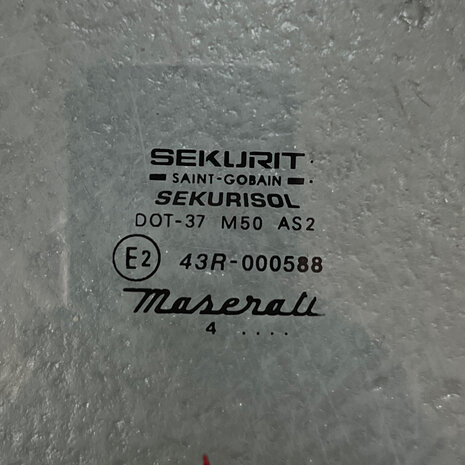 SEKURIT
SAINT-GOBAIN
SEKURISOL
DOT-37 M50 AS2
E2 43R-000588
Maserati
4 ....